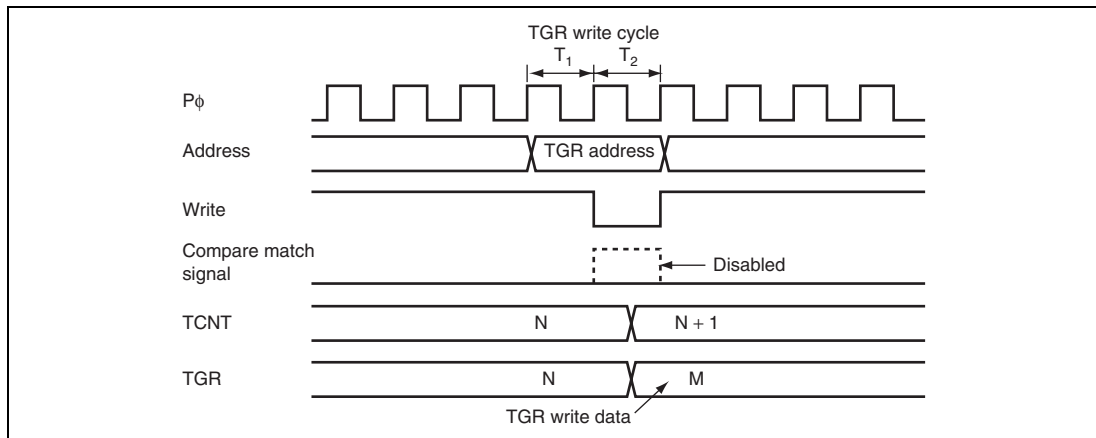 TGR write cycle
T1 T2
Pφ
Address
TGR address
Write
Compare match
signal
Disabled
TCNT
N
N + 1
TGR
N
M
TGR write data